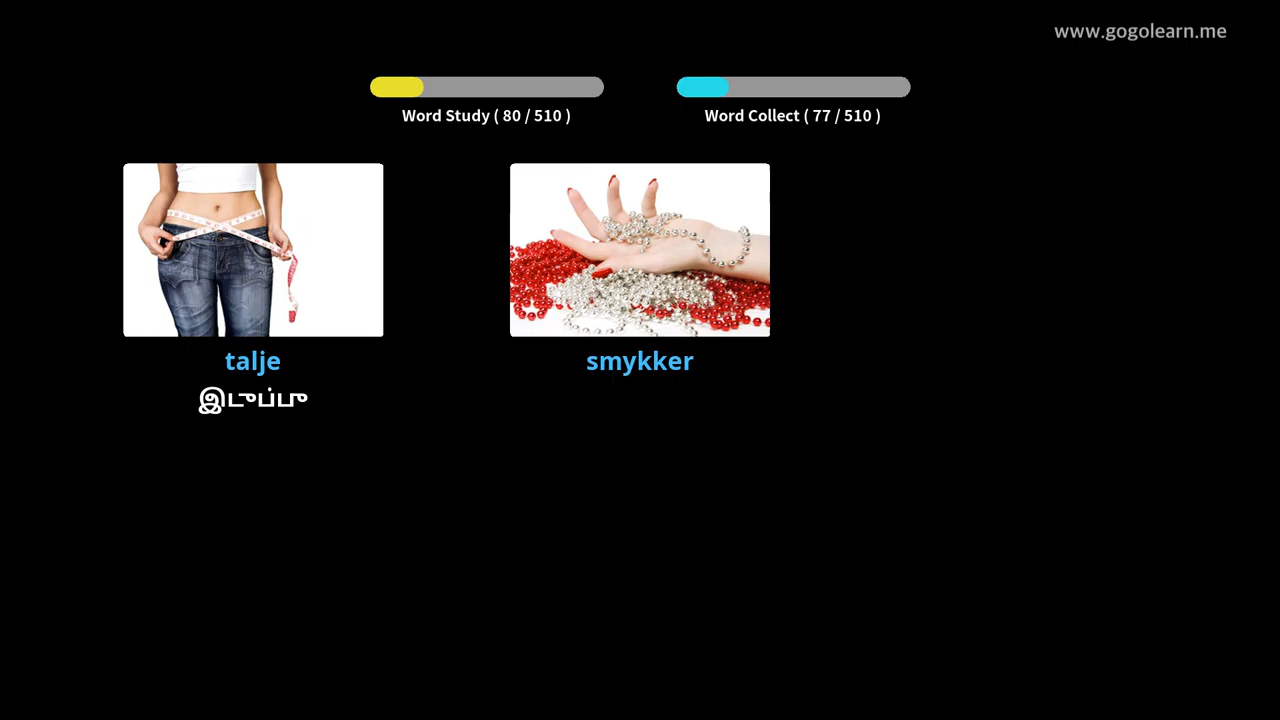 www.gogolearn.me
Word Study ( 80 / 510 )
Word Collect ( 77 / 510 )
talje
smykker
இடுப்பு